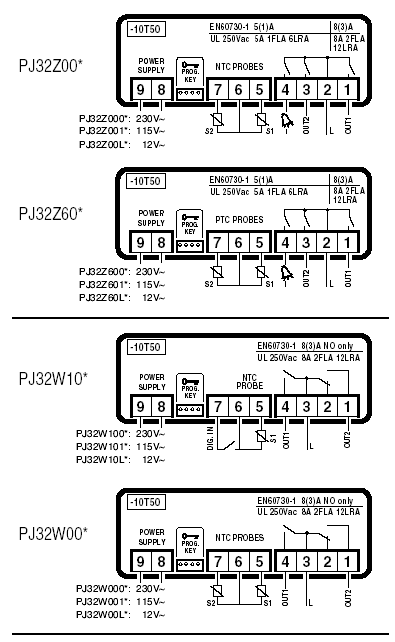 PJ32Z00*
-10T50
EN60730-1 5(1)A 8(3)A
UL 250Vac 5A 1FLA 6LRA 8A 2FLA
12LRA
POWER SUPPLY
PROG. KEY
NTC PROBES
9 8 7 6 5 4 3 2 1
S2 S1 OUT2 L OUT1
PJ32Z000*: 230V~
PJ32Z001*: 115V~
PJ32Z00L*: 12V~
PJ32Z60*
-10T50
EN60730-1 5(1)A 8(3)A
UL 250Vac 5A 1FLA 6LRA 8A 2FLA
12LRA
POWER SUPPLY
PROG. KEY
PTC PROBES
9 8 7 6 5 4 3 2 1
S2 S1 OUT2 L OUT1
PJ32Z600*: 230V~
PJ32Z601*: 115V~
PJ32Z60L*: 12V~
PJ32W10*
-10T50
EN60730-1 8(3)A NO only
UL 250Vac 8A 2FLA 12LRA
POWER SUPPLY
PROG. KEY
NTC PROBE
9 8 7 6 5 4 3 2 1
DIG. IN S1 OUT1 L OUT2
PJ32W100*: 230V~
PJ32W101*: 115V~
PJ32W10L*: 12V~
PJ32W00*
-10T50
EN60730-1 8(3)A NO only
UL 250Vac 8A 2FLA 12LRA
POWER SUPPLY
PROG. KEY
NTC PROBES
9 8 7 6 5 4 3 2 1
S2 S1 OUT1 L OUT2
PJ32W000*: 230V~
PJ32W001*: 115V~
PJ32W00L*: 12V~